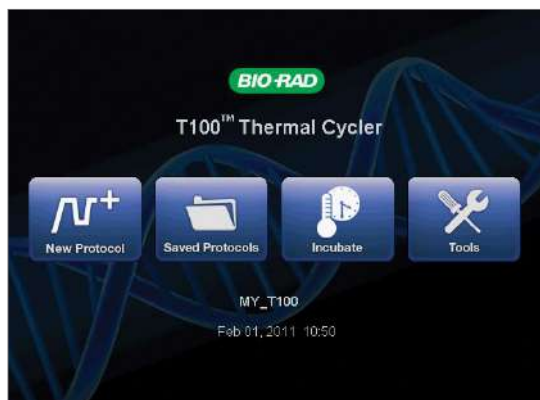 BIO-RAD
T100™ Thermal Cycler
New Protocol
Saved Protocols
Incubate
Tools
MY_T100
Feb 01, 2011 10:50